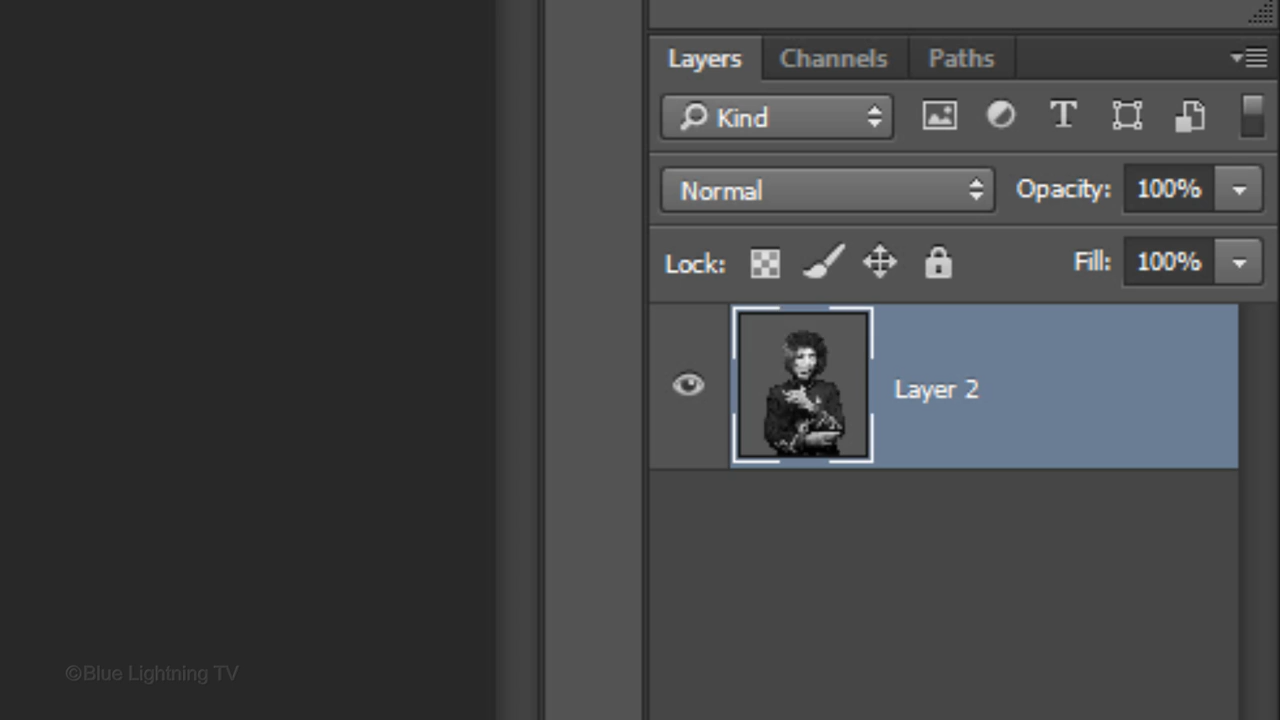 Layers Channels Paths
Kind
Normal Opacity: 100%
Lock: Fill: 100%
Layer 2
©Blue Lightning TV